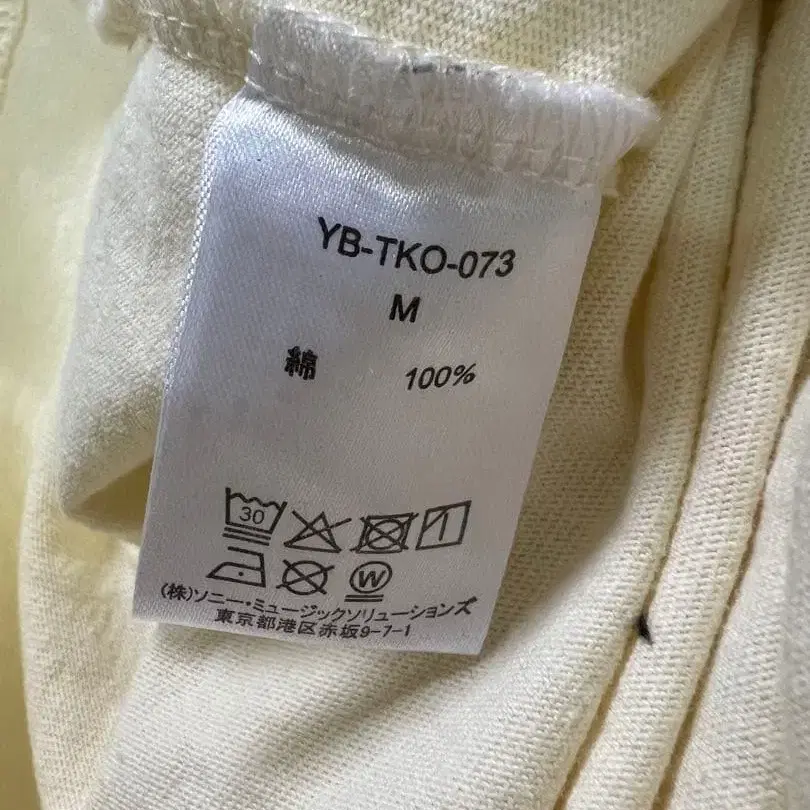 YB-TKO-073
M
綿 100%
30
W
(株)ソニー・ミュージックソリューションズ
東京都港区赤坂9-7-1